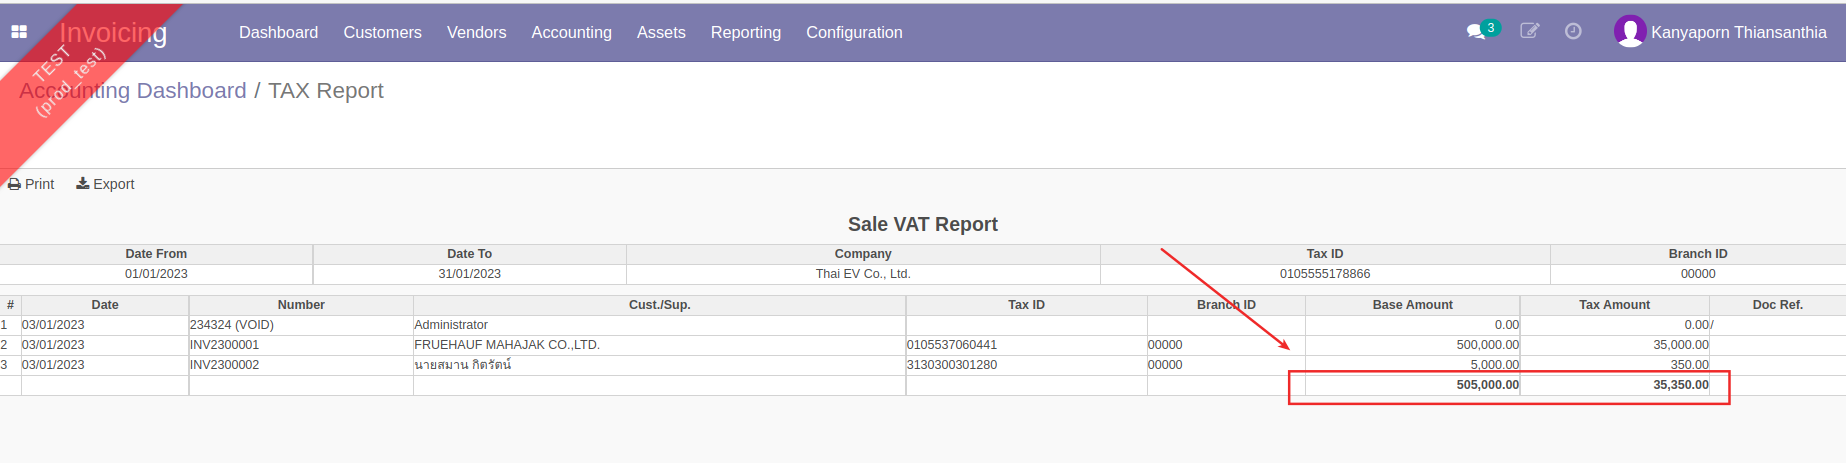 Invoicing Dashboard Customers Vendors Accounting Assets Reporting Configuration 3 Kanyaporn Thiansanthia
TEST
(prod_test)
Accounting Dashboard / TAX Report
Print Export
Sale VAT Report
Date From Date To Company Tax ID Branch ID
01/01/2023 31/01/2023 Thai EV Co., Ltd. 0105555178866 00000
# Date Number Cust./Sup. Tax ID Branch ID Base Amount Tax Amount Doc Ref.
1 03/01/2023 234324 (VOID) Administrator 0.00 0.00 /
2 03/01/2023 INV2300001 FRUEHAUF MAHAJAK CO.,LTD. 0105537060441 00000 500,000.00 35,000.00
3 03/01/2023 INV2300002 นายสมาน กิตรัตน์ 3130300301280 00000 5,000.00 350.00
505,000.00 35,350.00